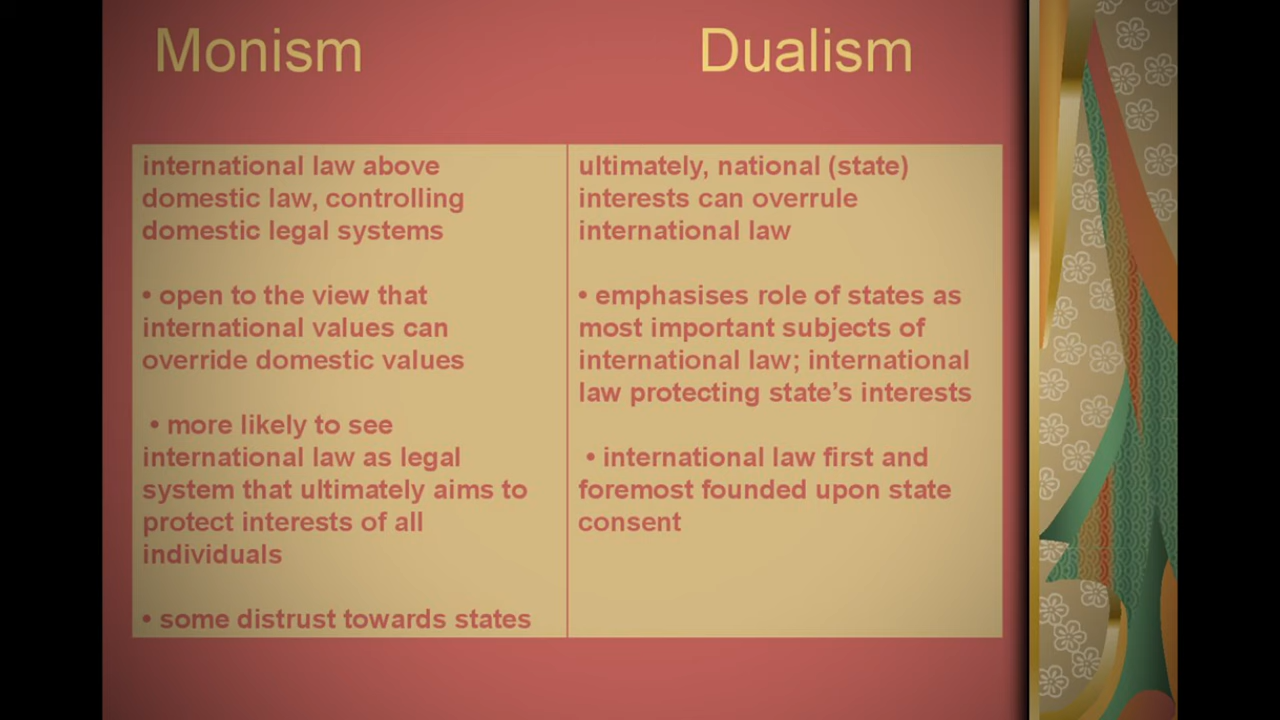 Monism
Dualism
international law above
domestic law, controlling
domestic legal systems
• open to the view that
international values can
override domestic values
• more likely to see
international law as legal
system that ultimately aims to
protect interests of all
individuals
• some distrust towards states
ultimately, national (state)
interests can overrule
international law
• emphasises role of states as
most important subjects of
international law; international
law protecting state’s interests
• international law first and
foremost founded upon state
consent